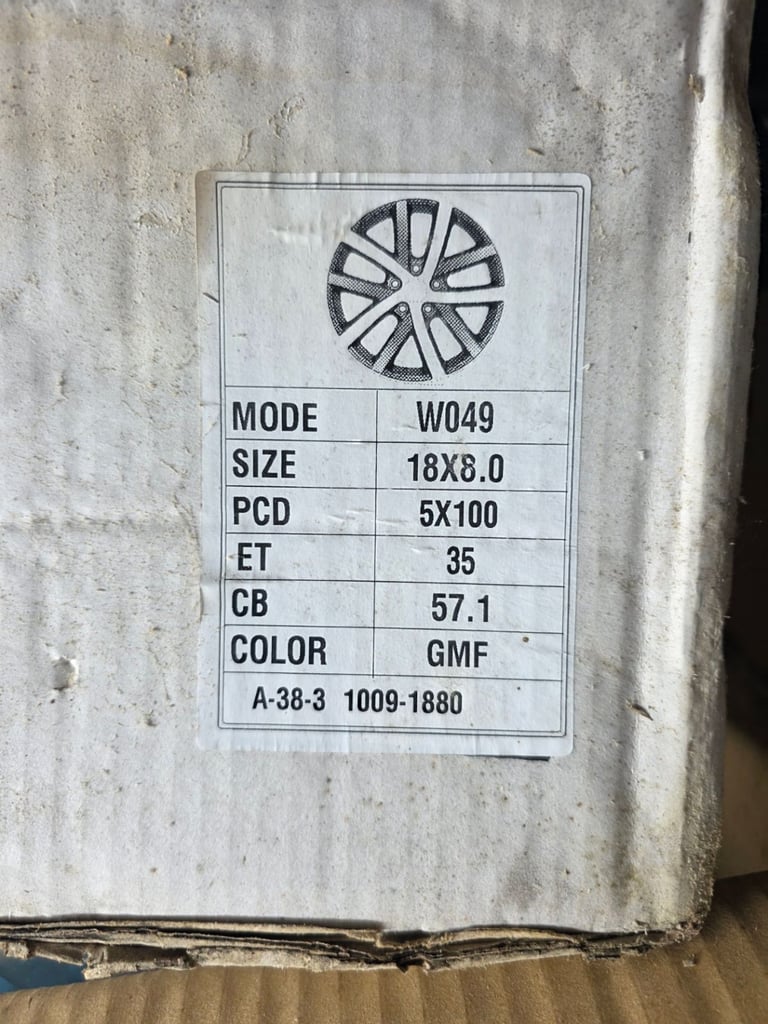 MODE W049
SIZE 18X8.0
PCD 5X100
ET 35
CB 57.1
COLOR GMF
A-38-3 1009-1880